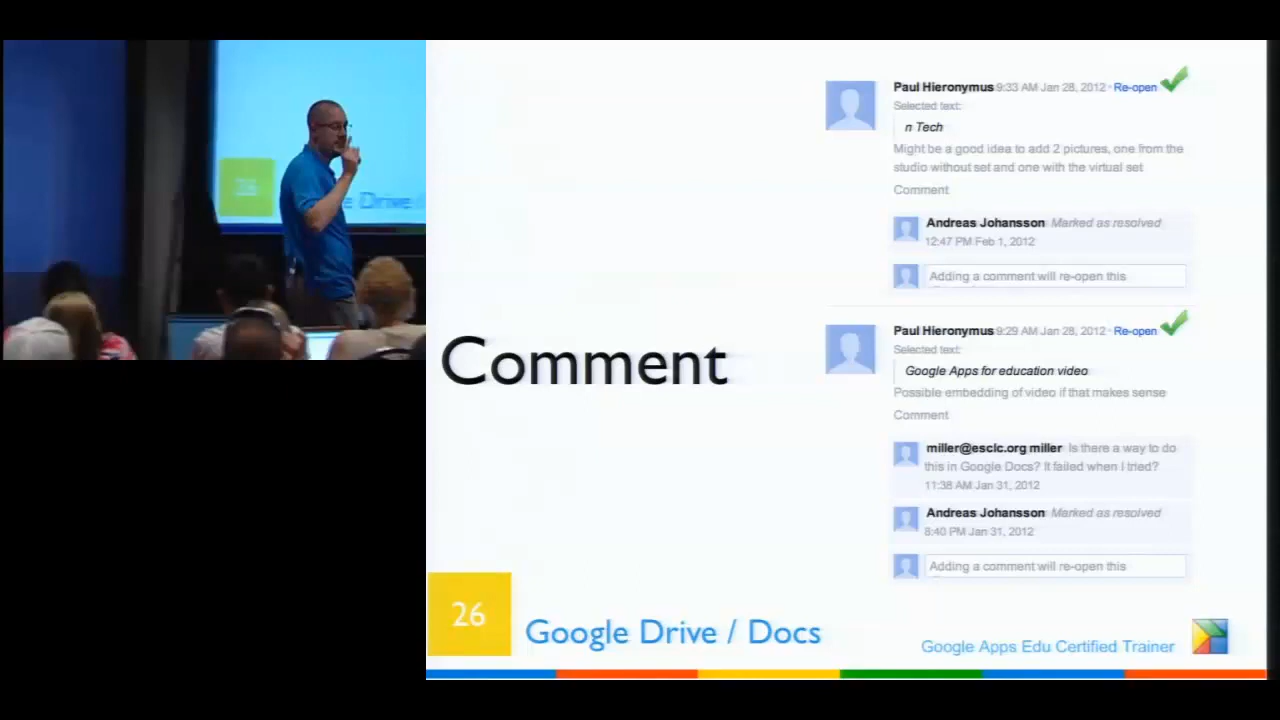 Paul Hieronymus 9:33 AM Jan 28, 2012 · Re-open
Selected text:
n Tech
Might be a good idea to add 2 pictures, one from the
studio without set and one with the virtual set
Comment
Andreas Johansson Marked as resolved
12:47 PM Feb 1, 2012
Adding a comment will re-open this
Comment
Paul Hieronymus 9:29 AM Jan 28, 2012 · Re-open
Selected text:
Google Apps for education video
Possible embedding of video if that makes sense
Comment
miller@esclc.org miller Is there a way to do
this in Google Docs? It failed when I tried?
11:38 AM Jan 31, 2012
Andreas Johansson Marked as resolved
8:40 PM Jan 31, 2012
Adding a comment will re-open this
26
Google Drive / Docs
Google Apps Edu Certified Trainer